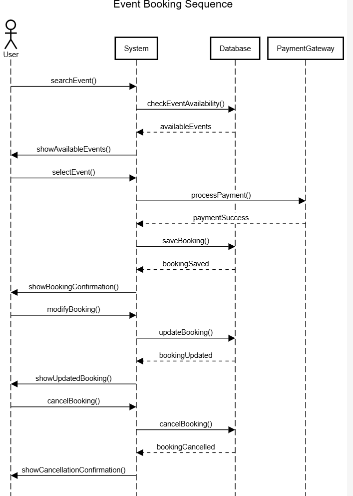 Event Booking Sequence
User
System
Database
PaymentGateway
searchEvent()
checkEventAvailability()
availableEvents
showAvailableEvents()
selectEvent()
processPayment()
paymentSuccess
saveBooking()
bookingSaved
showBookingConfirmation()
modifyBooking()
updateBooking()
bookingUpdated
showUpdatedBooking()
cancelBooking()
cancelBooking()
bookingCancelled
showCancellationConfirmation()